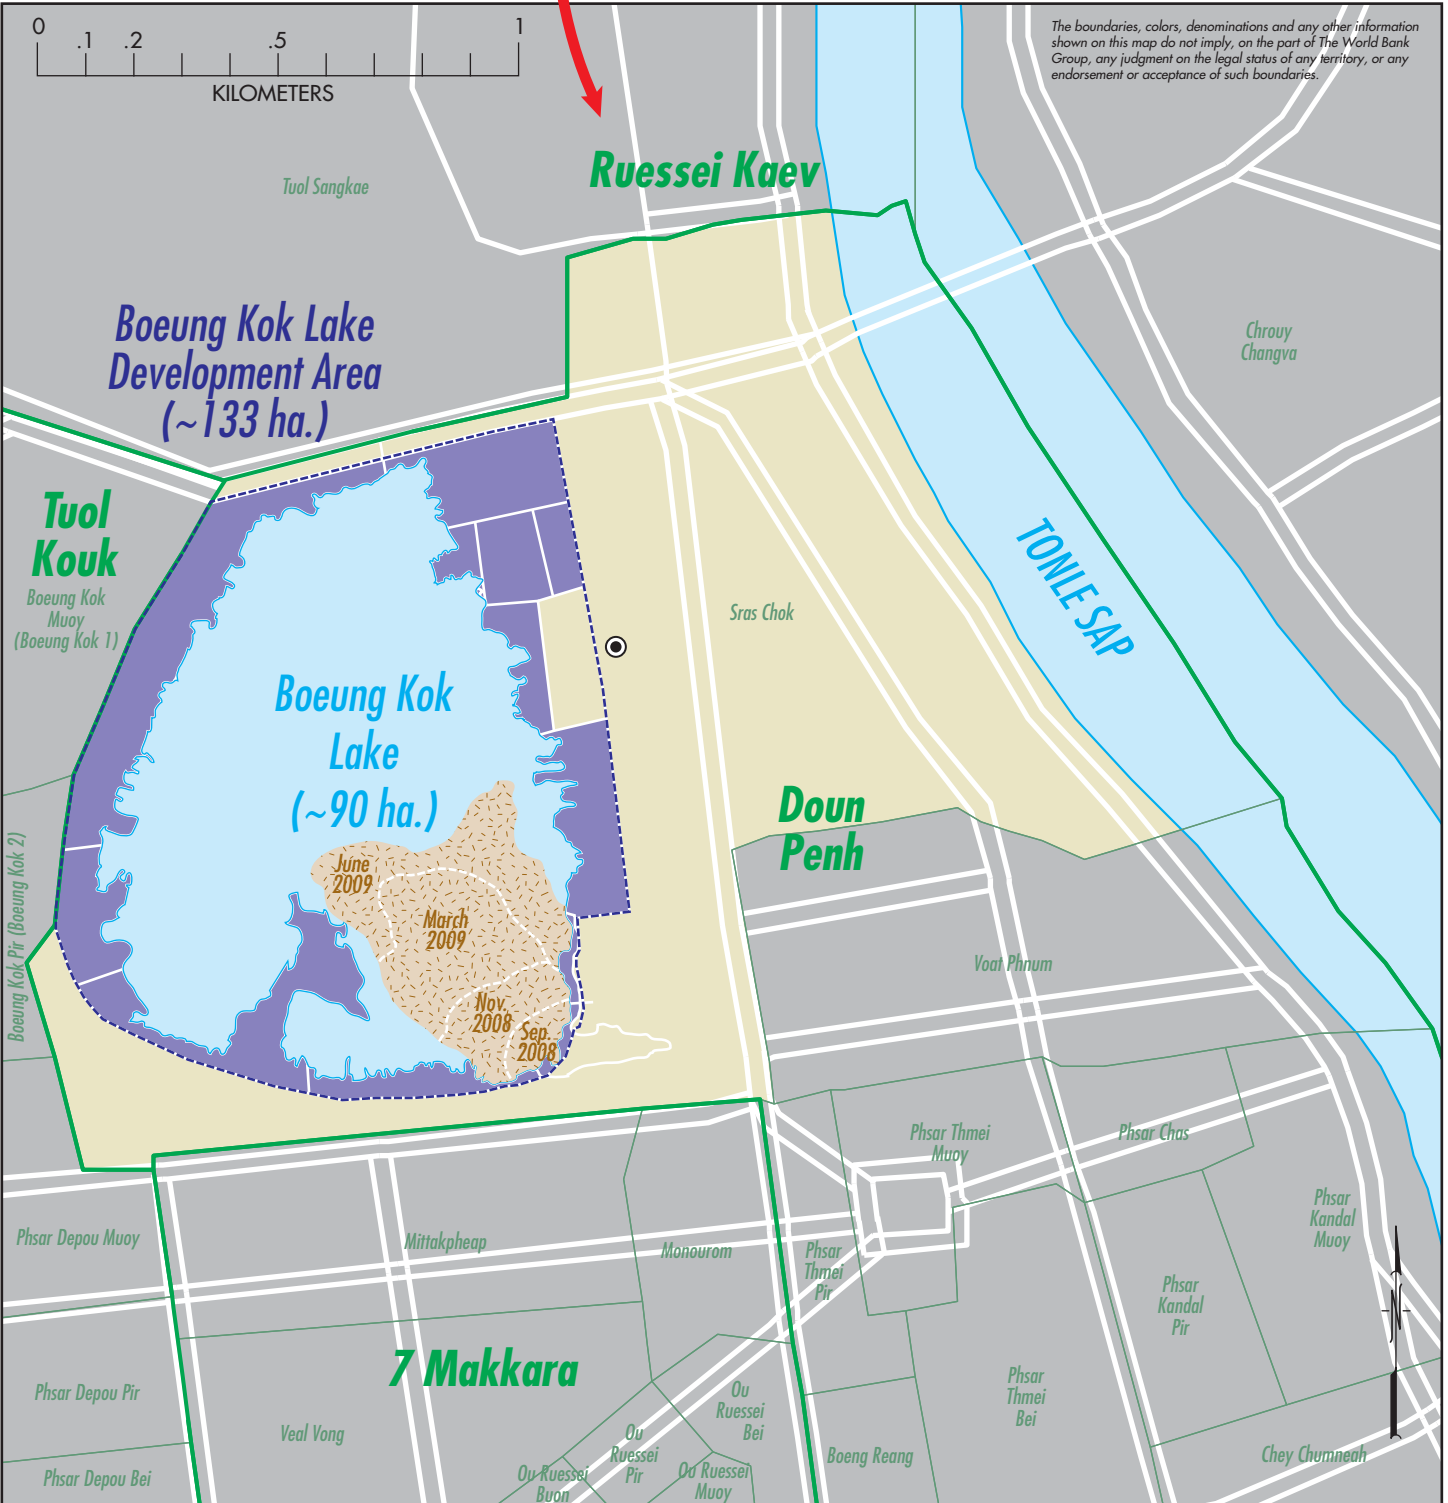 0 .1 .2 .5 1
KILOMETERS
The boundaries, colors, denominations and any other information
shown on this map do not imply, on the part of The World Bank
Group, any judgment on the legal status of any territory, or any
endorsement or acceptance of such boundaries.
Tuol Sangkae
Ruessei Kaev
Boeung Kok Lake
Development Area
(~133 ha.)
Chrouy
Changva
Tuol
Kouk
Boeung Kok
Muoy
(Boeung Kok 1)
TONLE SAP
Sras Chok
Boeung Kok
Lake
(~90 ha.)
Doun
Penh
Boeung Kok Pir (Boeung Kok 2)
June
2009
March
2009
Nov.
2008
Sep.
2008
Voat Phnum
Phsar Thmei
Muoy
Phsar Chas
Phsar
Kandal
Muoy
Phsar Depou Muoy
Mittakpheap
Monourom
Phsar
Thmei
Pir
Phsar
Kandal
Pir
N
7 Makkara
Phsar Depou Pir
Veal Vong
Ou
Ruessei
Bei
Phsar
Thmei
Bei
Ou
Ruessei
Pir
Boeng Reang
Chey Chumneah
Phsar Depou Bei
Ou Ruessei
Buon
Ou Ruessei
Muoy